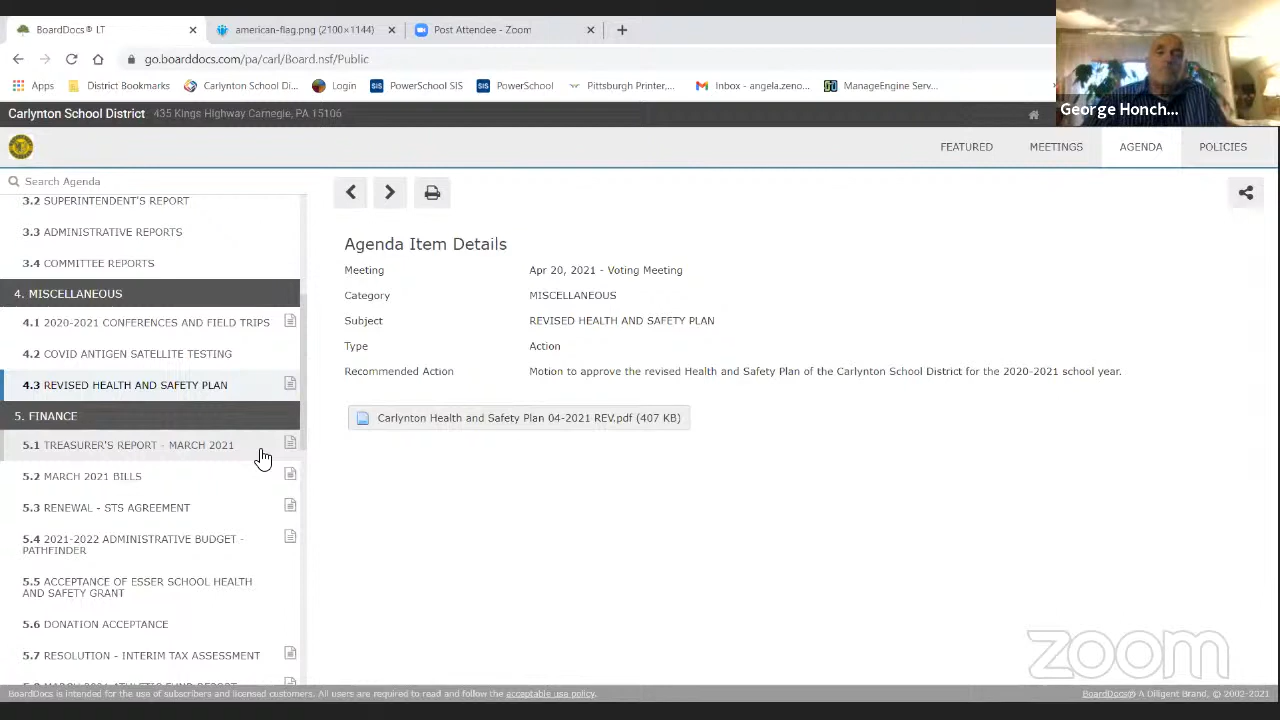 BoardDocs® LT
american-flag.png (2100×1144)
Post Attendee - Zoom
go.boarddocs.com/pa/carl/Board.nsf/Public
Apps
District Bookmarks
Carlynton School Di...
Login
SIS
PowerSchool SIS
SIS
PowerSchool
Pittsburgh Printer,...
Inbox - angela.zeno...
ManageEngine Serv...
George Honch...
Carlynton School District 435 Kings Highway Carnegie, PA 15106
FEATURED MEETINGS AGENDA POLICIES
Search Agenda
3.2 SUPERINTENDENT'S REPORT
3.3 ADMINISTRATIVE REPORTS
3.4 COMMITTEE REPORTS
4. MISCELLANEOUS
4.1 2020-2021 CONFERENCES AND FIELD TRIPS
4.2 COVID ANTIGEN SATELLITE TESTING
4.3 REVISED HEALTH AND SAFETY PLAN
5. FINANCE
5.1 TREASURER'S REPORT - MARCH 2021
5.2 MARCH 2021 BILLS
5.3 RENEWAL - STS AGREEMENT
5.4 2021-2022 ADMINISTRATIVE BUDGET -
PATHFINDER
5.5 ACCEPTANCE OF ESSER SCHOOL HEALTH
AND SAFETY GRANT
5.6 DONATION ACCEPTANCE
5.7 RESOLUTION - INTERIM TAX ASSESSMENT
Agenda Item Details
Meeting Apr 20, 2021 - Voting Meeting
Category MISCELLANEOUS
Subject REVISED HEALTH AND SAFETY PLAN
Type Action
Recommended Action Motion to approve the revised Health and Safety Plan of the Carlynton School District for the 2020-2021 school year.
Carlynton Health and Safety Plan 04-2021 REV.pdf (407 KB)
zoom
BoardDocs is intended for the use of subscribers and licensed customers. All users are required to read and follow the acceptable use policy.
BoardDocs® A Diligent Brand, © 2002-2021